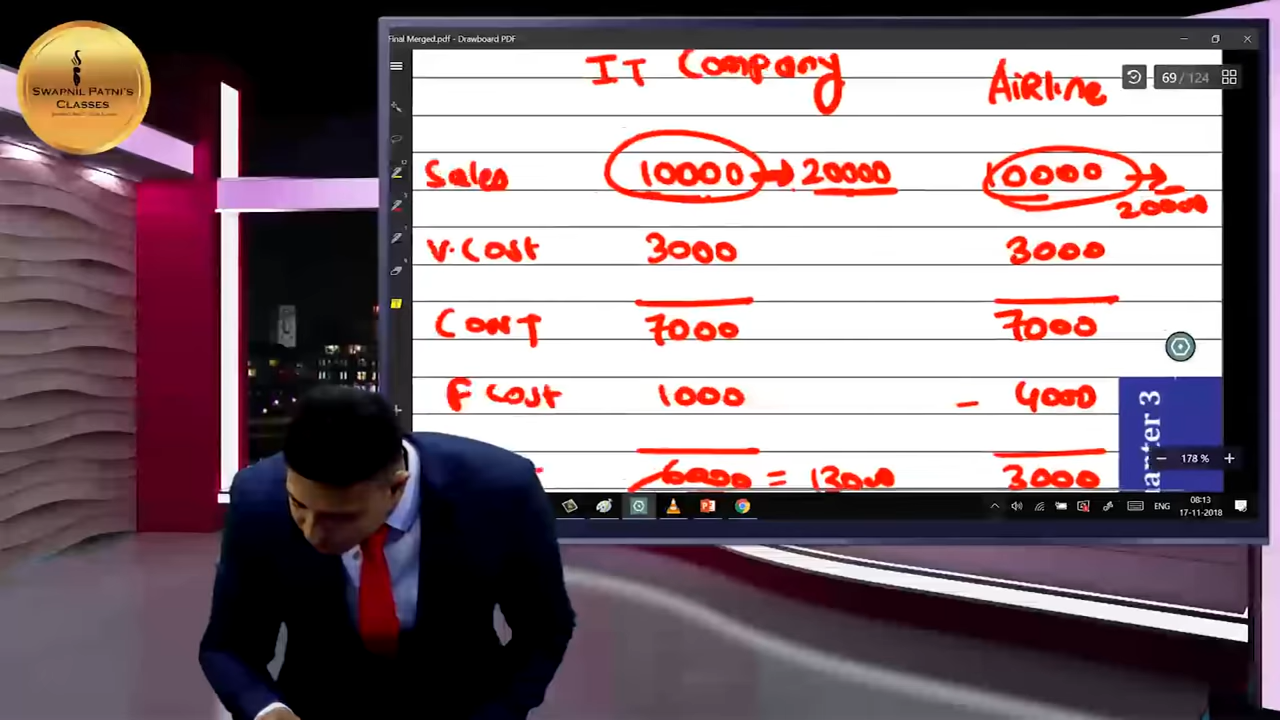 SWAPNIL PATNI'S
CLASSES
Final Merged.pdf - Drawboard PDF
69 / 124
IT Company Airline
Sales 10000 → 20000 10000 → 20000
V.Cost 3000 3000
Cont 7000 7000
F Cost 1000 - 4000
6000 = 13000 3000
178 %
ENG
08:13
17-11-2018